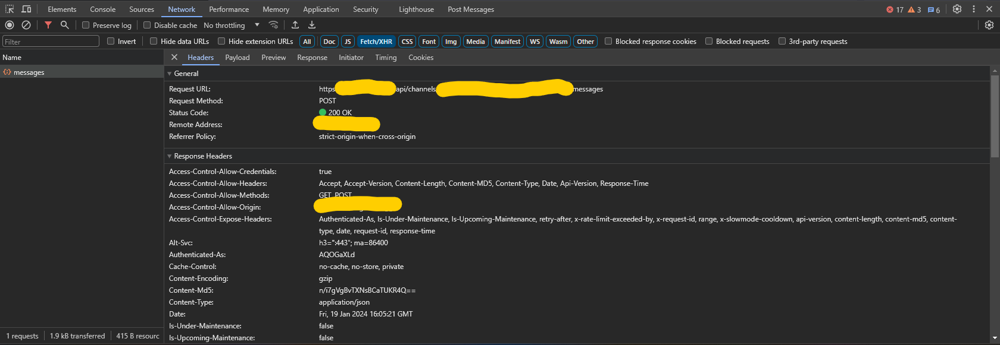 Elements Console Sources Network Performance Memory Application Security Lighthouse Post Messages 17 3 6
Preserve log Disable cache No throttling
Filter Invert Hide data URLs Hide extension URLs All Doc JS Fetch/XHR CSS Font Img Media Manifest WS Wasm Other Blocked response cookies Blocked requests 3rd-party requests
Name
messages
Headers Payload Preview Response Initiator Timing Cookies
General
Request URL: https api/channels messages
Request Method: POST
Status Code: 200 OK
Remote Address:
Referrer Policy: strict-origin-when-cross-origin
Response Headers
Access-Control-Allow-Credentials: true
Access-Control-Allow-Headers: Accept, Accept-Version, Content-Length, Content-MD5, Content-Type, Date, Api-Version, Response-Time
Access-Control-Allow-Methods: GET, POST
Access-Control-Allow-Origin:
Access-Control-Expose-Headers: Authenticated-As, Is-Under-Maintenance, Is-Upcoming-Maintenance, retry-after, x-rate-limit-exceeded-by, x-request-id, range, x-slowmode-cooldown, api-version, content-length, content-md5, content-
type, date, request-id, response-time
Alt-Svc: h3=":443"; ma=86400
Authenticated-As: AQOGaXLd
Cache-Control: no-cache, no-store, private
Content-Encoding: gzip
Content-Md5: n/i7gVgBvTXNsBCaTUKR4Q==
Content-Type: application/json
Date: Fri, 19 Jan 2024 16:05:21 GMT
Is-Under-Maintenance: false
Is-Upcoming-Maintenance: false
1 requests 1.9 kB transferred 415 B resourc